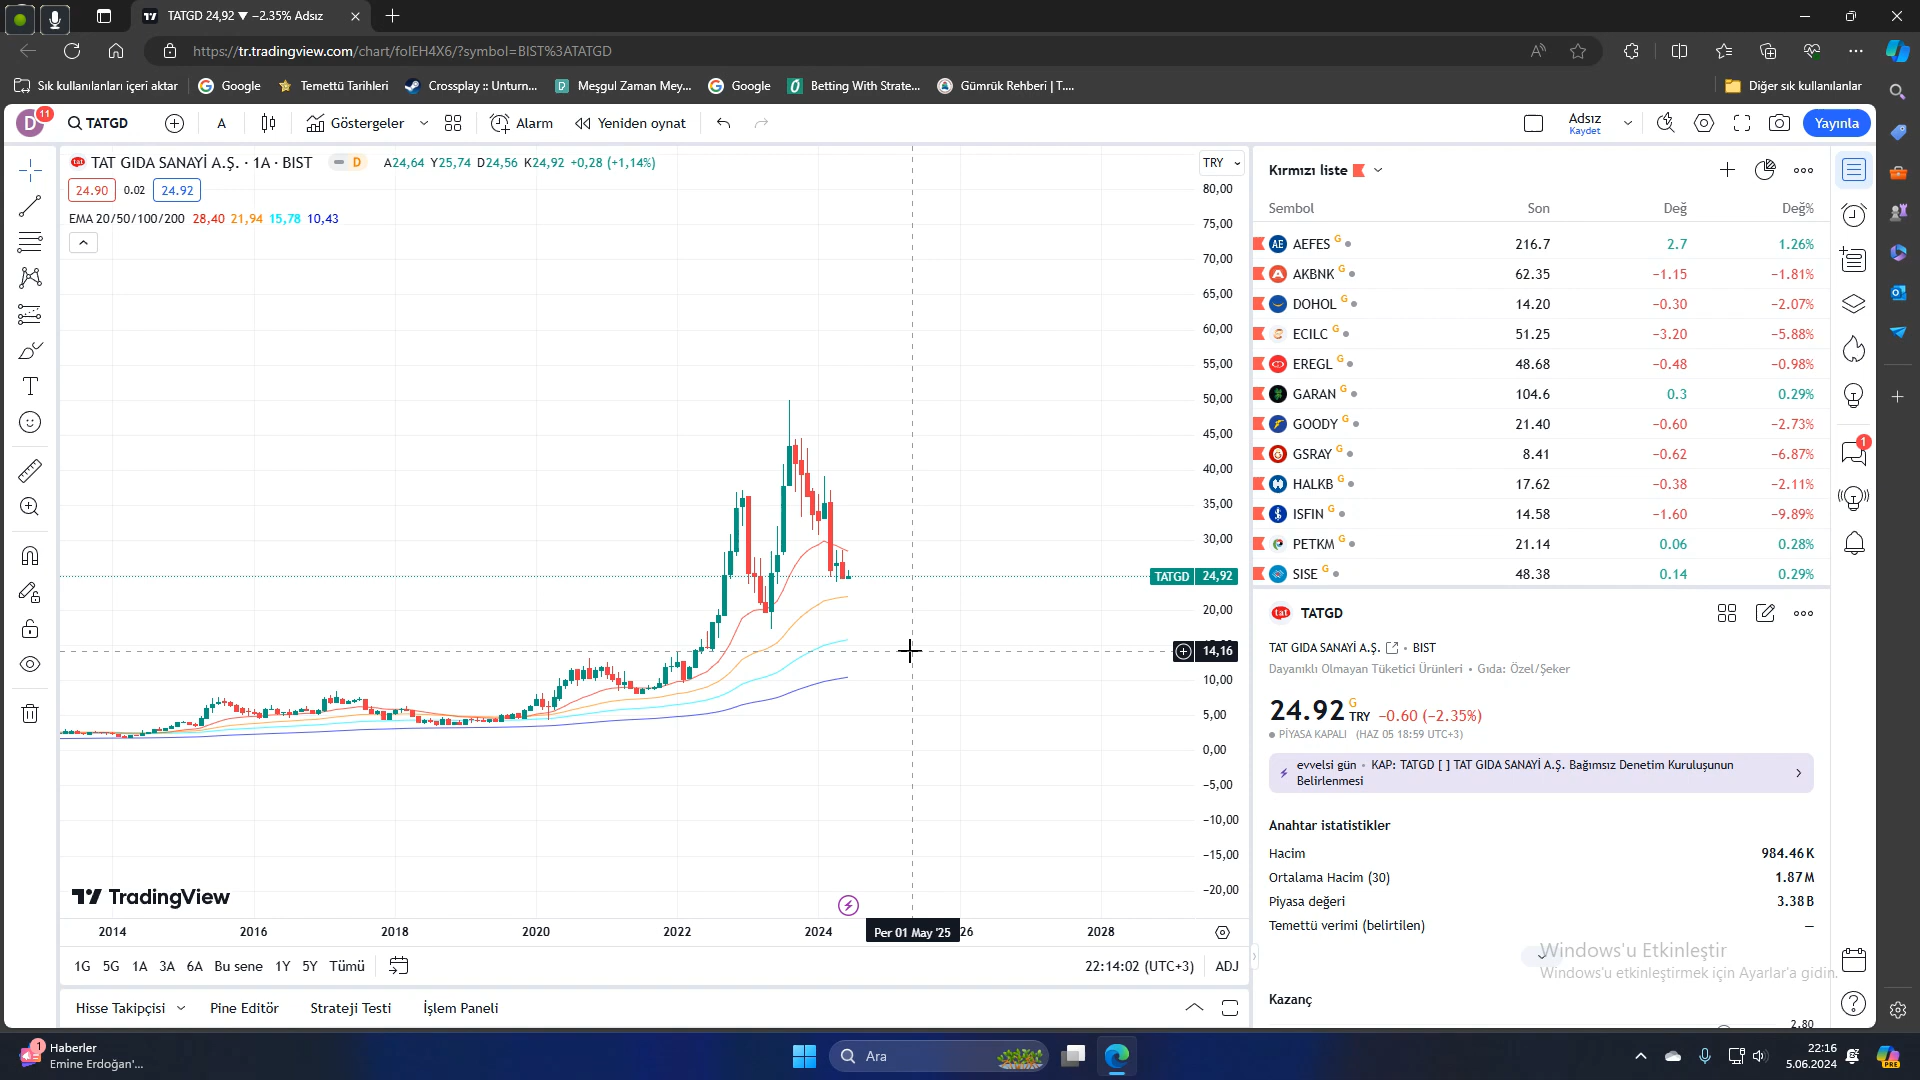 TATGD 24,92 ▼ −2.35% Adsız
https://tr.tradingview.com/chart/folEH4X6/?symbol=BIST%3ATATGD
Sık kullanılanları içeri aktar
Google
Temettü Tarihleri
Crossplay :: Unturn...
Meşgul Zaman Mey...
Google
Betting With Strate...
Gümrük Rehberi | T....
Diğer sık kullanılanlar
D
11
TATGD
A
Göstergeler
Alarm
Yeniden oynat
Adsız
Kaydet
Yayınla
TAT GIDA SANAYİ A.Ş. · 1A · BIST
D
A24,64 Y25,74 D24,56 K24,92 +0,28 (+1,14%)
24.90
0.02
24.92
EMA 20/50/100/200 28,40 21,94 15,78 10,43
TRY
80,00
75,00
70,00
65,00
60,00
55,00
50,00
45,00
40,00
35,00
30,00
TATGD 24,92
20,00
14,16
10,00
5,00
0,00
−5,00
−10,00
−15,00
−20,00
TradingView
2014
2016
2018
2020
2022
2024
Per 01 May '25
26
2028
1G
5G
1A
3A
6A
Bu sene
1Y
5Y
Tümü
22:14:02 (UTC+3)
ADJ
Hisse Takipçisi
Pine Editör
Strateji Testi
İşlem Paneli
Kırmızı liste
Sembol Son Değ Değ%
AEFES G 216.7 2.7 1.26%
AKBNK G 62.35 −1.15 −1.81%
DOHOL G 14.20 −0.30 −2.07%
ECILC G 51.25 −3.20 −5.88%
EREGL G 48.68 −0.48 −0.98%
GARAN G 104.6 0.3 0.29%
GOODY G 21.40 −0.60 −2.73%
GSRAY G 8.41 −0.62 −6.87%
HALKB G 17.62 −0.38 −2.11%
ISFIN G 14.58 −1.60 −9.89%
PETKM G 21.14 0.06 0.28%
SISE G 48.38 0.14 0.29%
1
tat TATGD
TAT GIDA SANAYİ A.Ş. • BIST
Dayanıklı Olmayan Tüketici Ürünleri • Gıda: Özel/Şeker
24.92 G TRY −0.60 (−2.35%)
PİYASA KAPALI (HAZ 05 18:59 UTC+3)
evvelsi gün • KAP: TATGD [ ] TAT GIDA SANAYİ A.Ş. Bağımsız Denetim Kuruluşunun
Belirlenmesi
Anahtar istatistikler
Hacim 984.46K
Ortalama Hacim (30) 1.87M
Piyasa değeri 3.38B
Temettü verimi (belirtilen) –
Windows'u Etkinleştir
Windows'u etkinleştirmek için Ayarlar'a gidin.
Kazanç
2.80
1
Haberler
Emine Erdoğan'...
Ara
22:16
5.06.2024
PRE